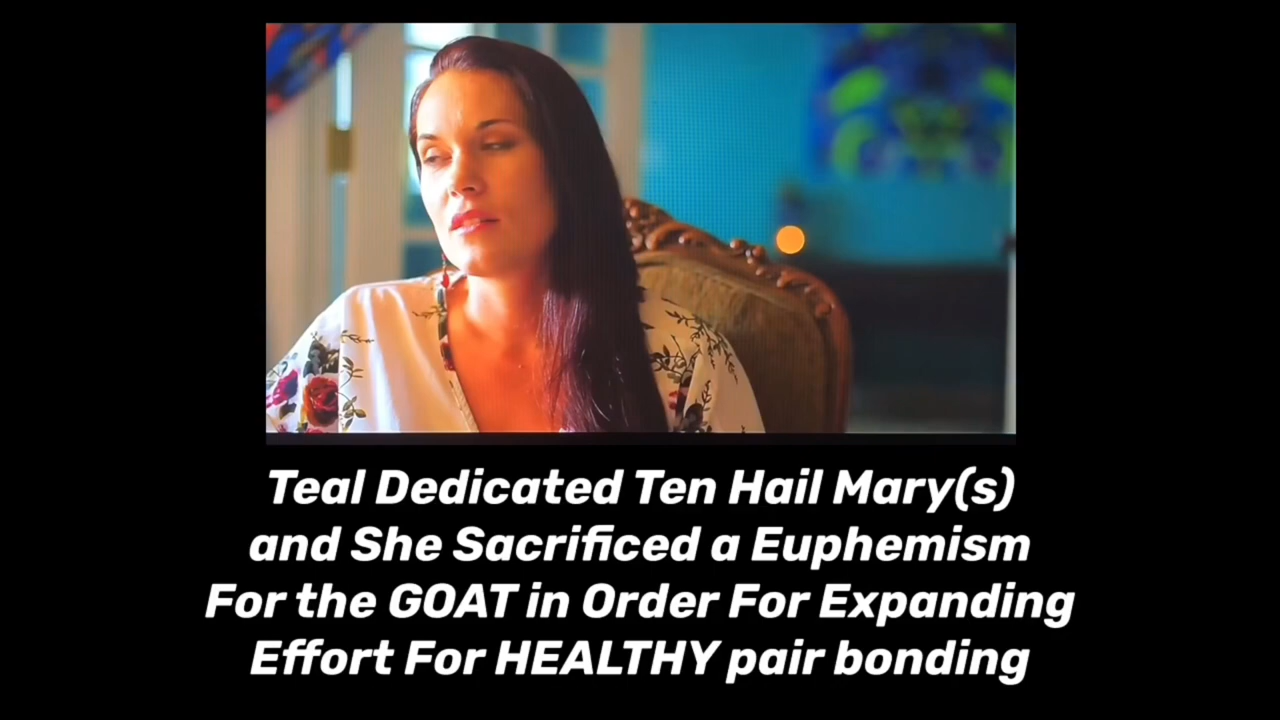 Teal Dedicated Ten Hail Mary(s)
and She Sacrificed a Euphemism
For the GOAT in Order For Expanding
Effort For HEALTHY pair bonding